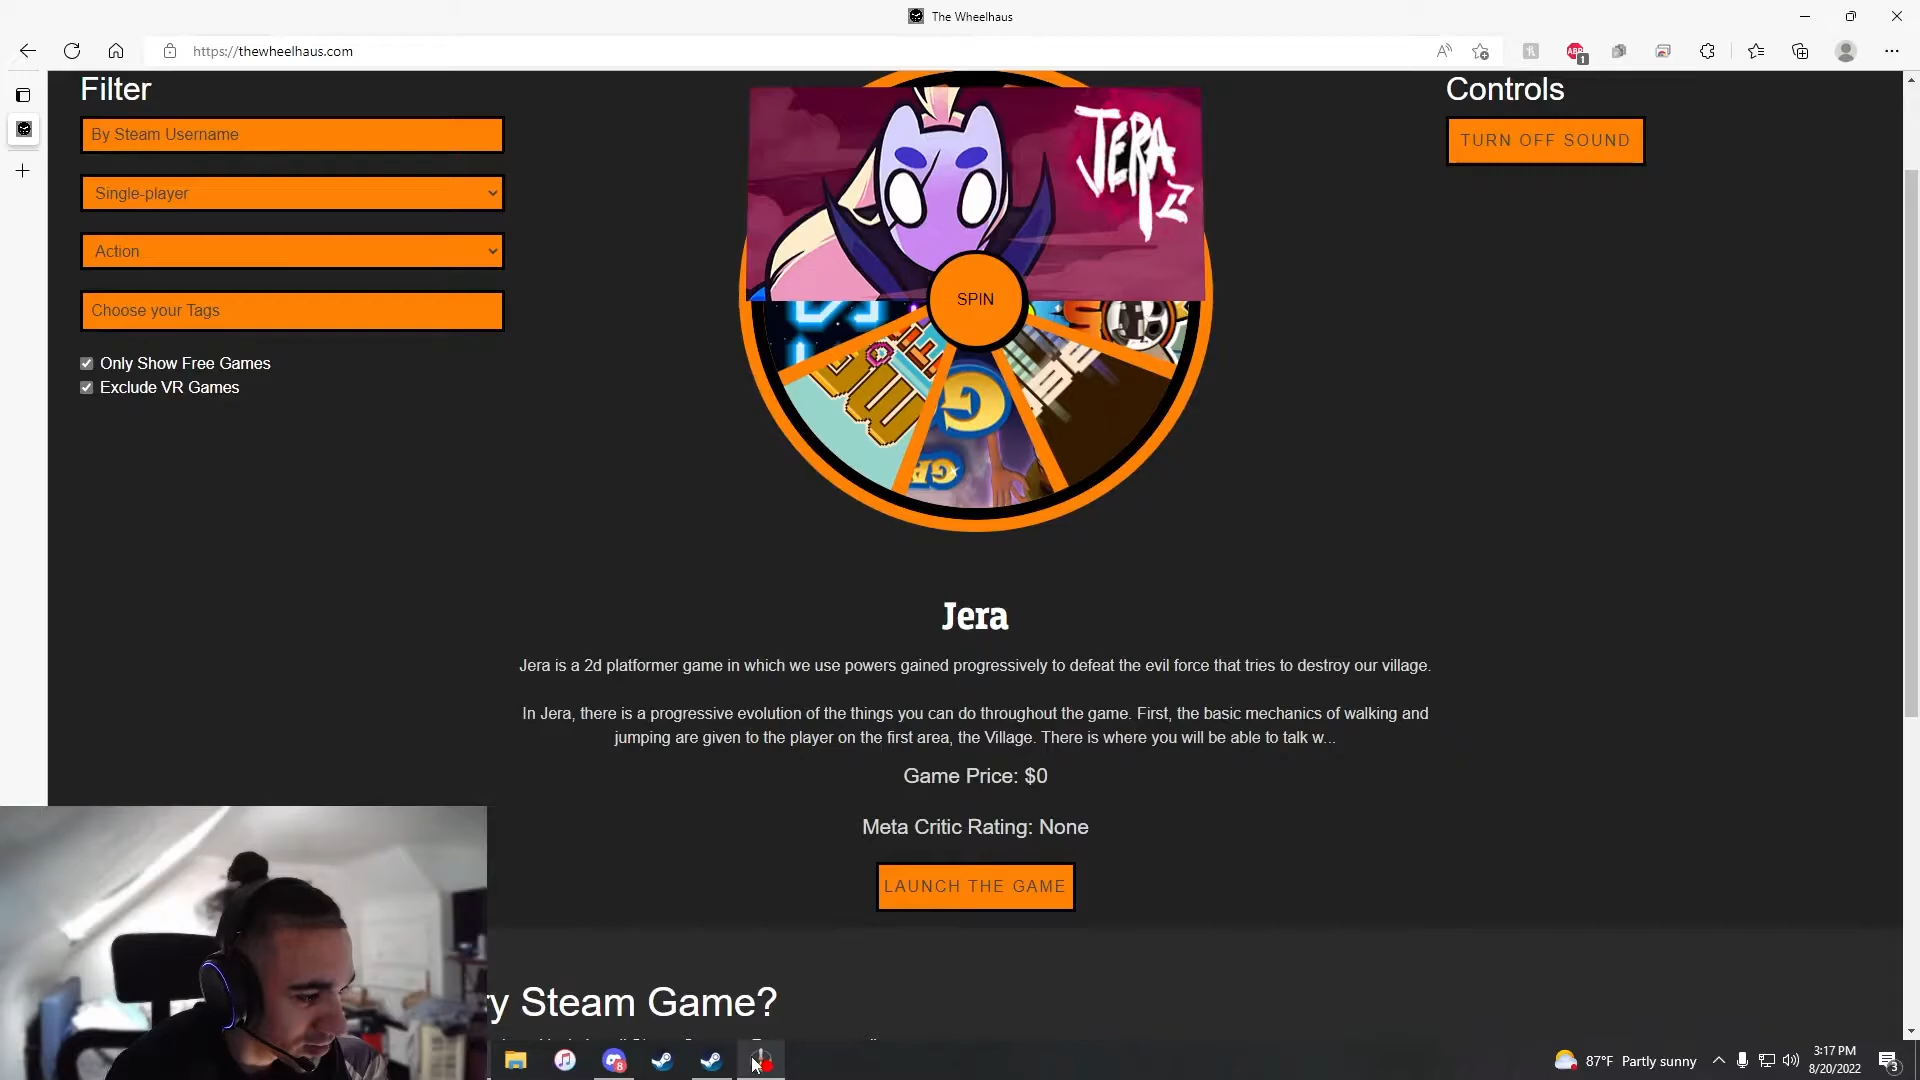 The Wheelhaus
https://thewheelhaus.com
ABP
1
Filter
By Steam Username
Single-player
Action
Choose your Tags
Only Show Free Games
Exclude VR Games
JERA
SPIN
G
Controls
TURN OFF SOUND
Jera
Jera is a 2d platformer game in which we use powers gained progressively to defeat the evil force that tries to destroy our village.
In Jera, there is a progressive evolution of the things you can do throughout the game. First, the basic mechanics of walking and
jumping are given to the player on the first area, the Village. There is where you will be able to talk w...
Game Price: $0
Meta Critic Rating: None
LAUNCH THE GAME
y Steam Game?
8
87°F Partly sunny
3:17 PM
8/20/2022
3